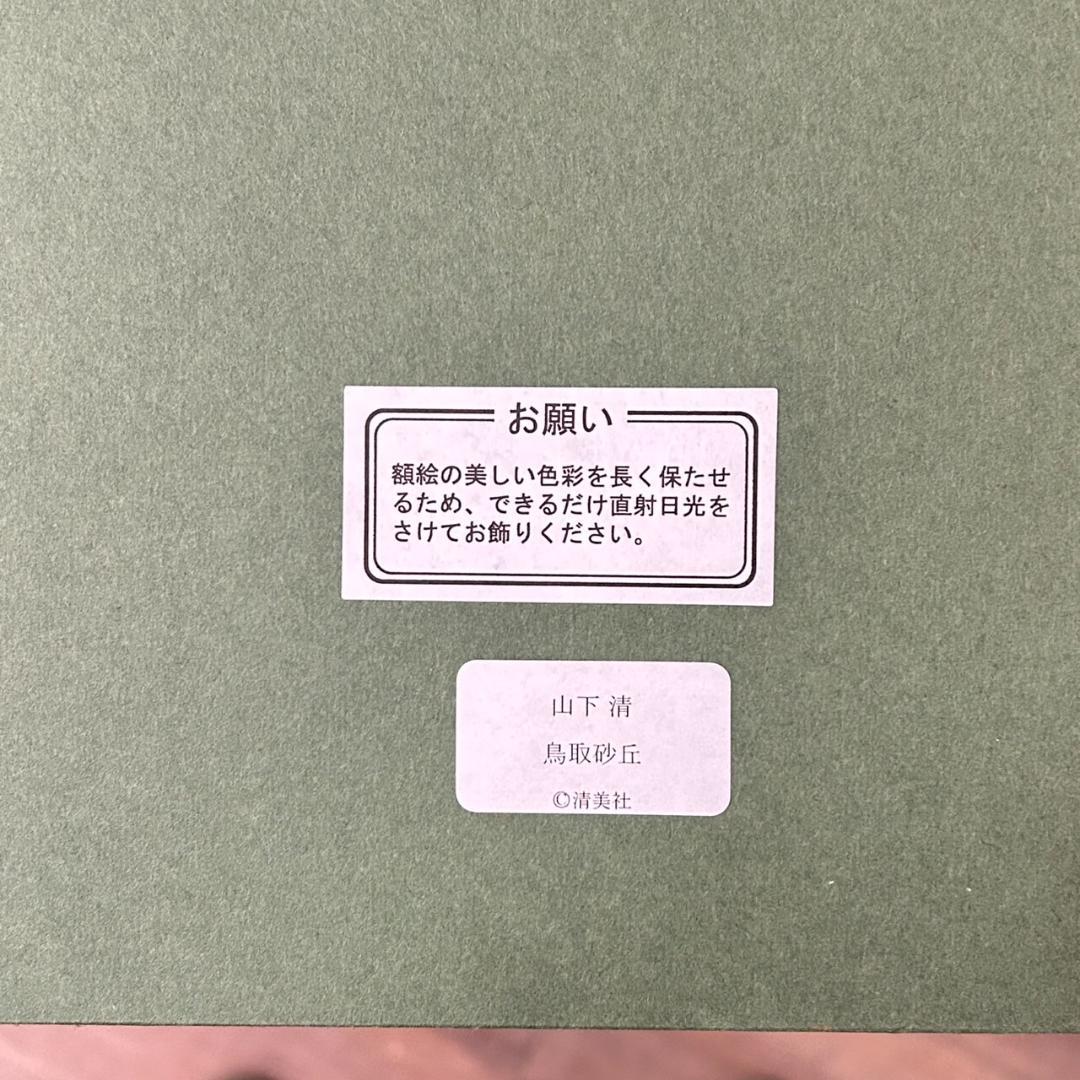 お願い
額絵の美しい色彩を長く保たせ
るため、できるだけ直射日光を
さけてお飾りください。
山下 清
鳥取砂丘
©清美社